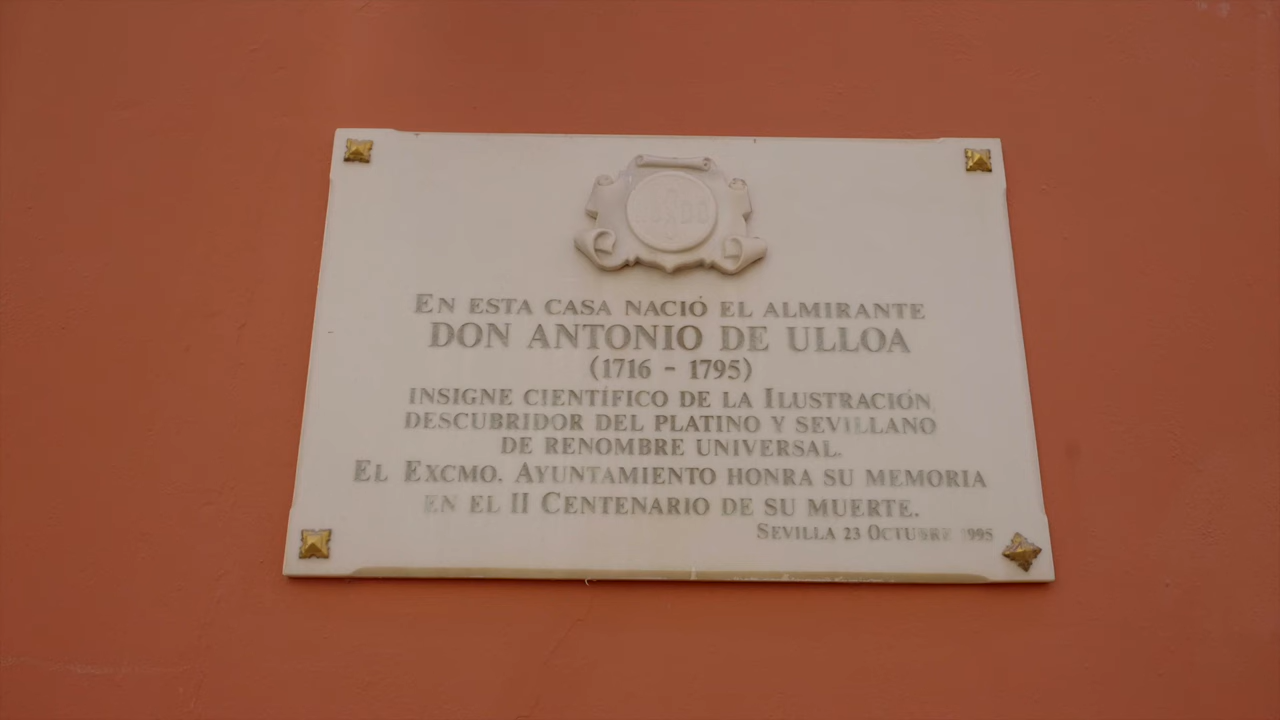 NO8DO
EN ESTA CASA NACIÓ EL ALMIRANTE
DON ANTONIO DE ULLOA
(1716 - 1795)
INSIGNE CIENTÍFICO DE LA ILUSTRACIÓN
DESCUBRIDOR DEL PLATINO Y SEVILLANO
DE RENOMBRE UNIVERSAL.
EL EXCMO. AYUNTAMIENTO HONRA SU MEMORIA
EN EL II CENTENARIO DE SU MUERTE.
SEVILLA 23 OCTUBRE 1995